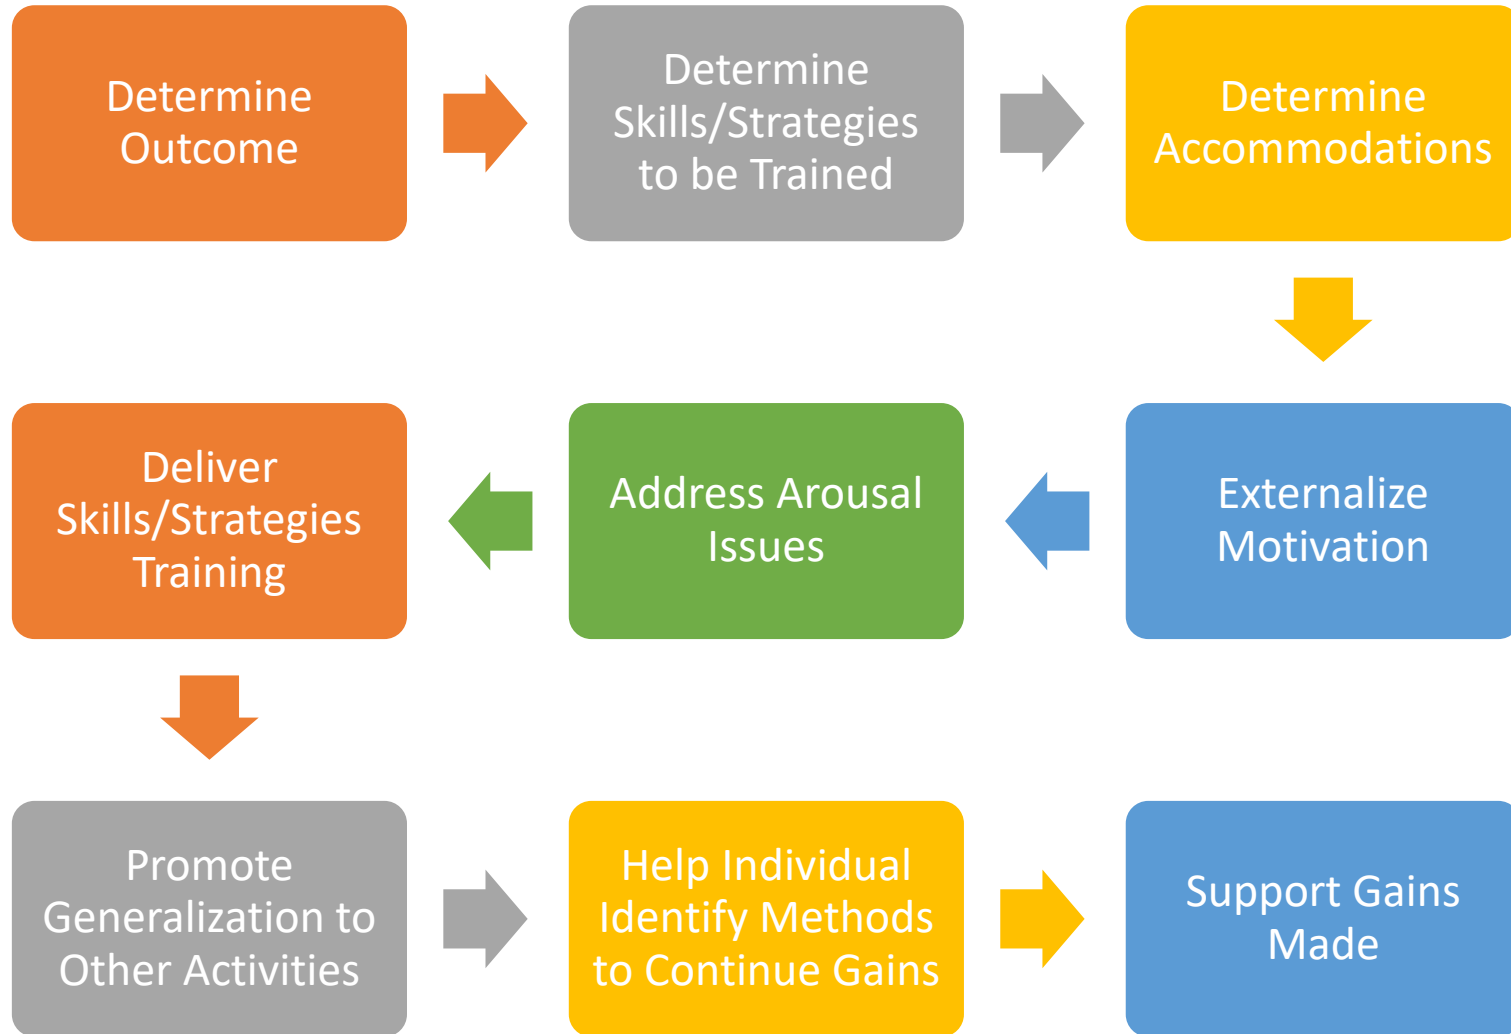 Determine
Outcome
Determine
Skills/Strategies
to be Trained
Determine
Accommodations
Externalize
Motivation
Address Arousal
Issues
Deliver
Skills/Strategies
Training
Promote
Generalization to
Other Activities
Help Individual
Identify Methods
to Continue Gains
Support Gains
Made